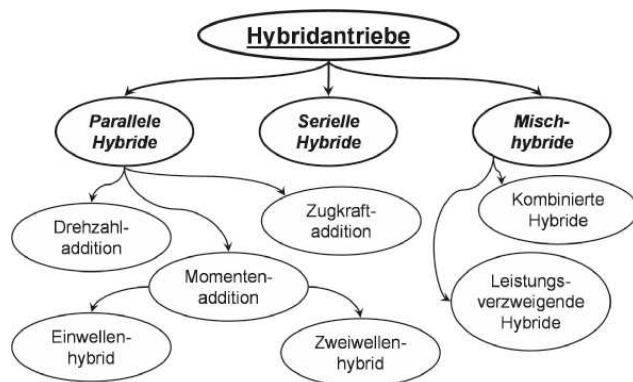 Hybridantriebe
Parallele
Hybride
Serielle
Hybride
Misch-
hybride
Drehzahl-
addition
Zugkraft-
addition
Kombinierte
Hybride
Momenten-
addition
Leistungs-
verzweigende
Hybride
Einwellen-
hybrid
Zweiwellen-
hybrid